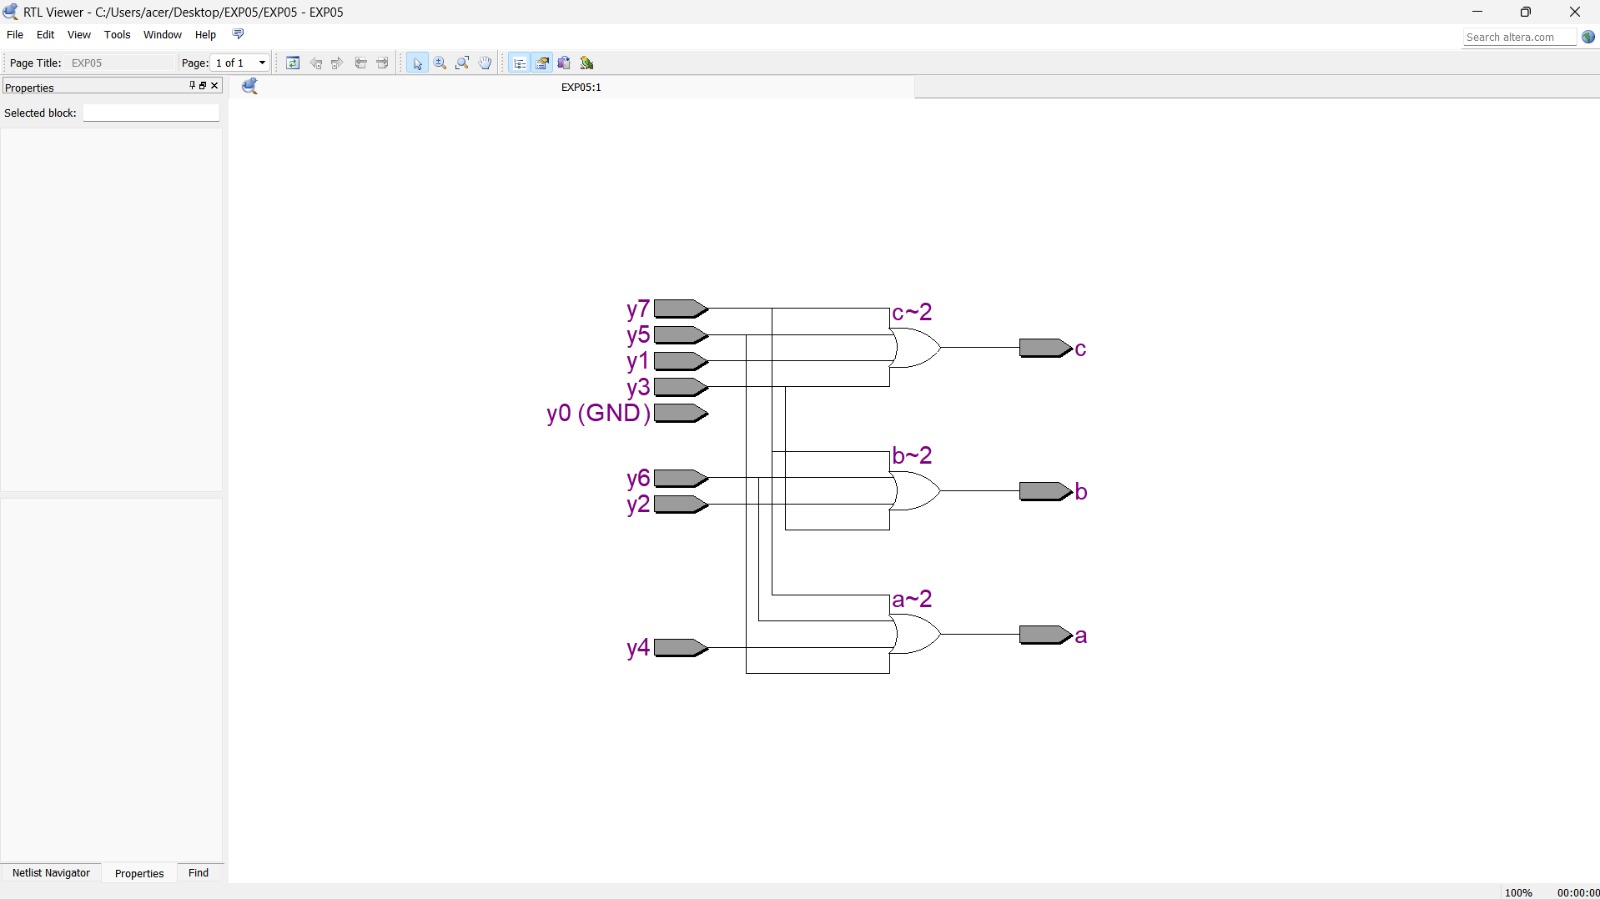 RTL Viewer - C:/Users/acer/Desktop/EXP05/EXP05 - EXP05
File Edit View Tools Window Help
Search altera.com
Page Title: EXP05 Page: 1 of 1
Properties
EXP05:1
Selected block:
y7
c~2
y5
y1
c
y3
y0 (GND)
b~2
y6
b
y2
a~2
a
y4
Netlist Navigator Properties Find
100% 00:00:00